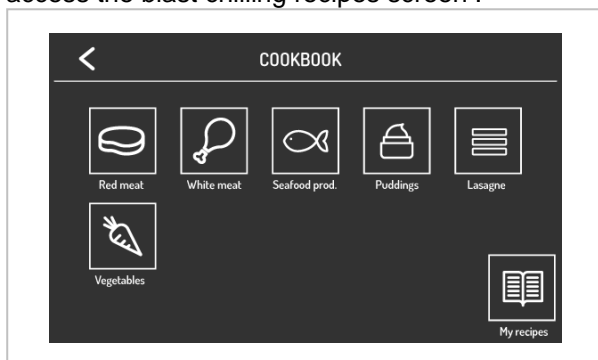 access the blast chilling recipes screen .
COOKBOOK
Red meat White meat Seafood prod. Puddings Lasagne
Vegetables
My recipes